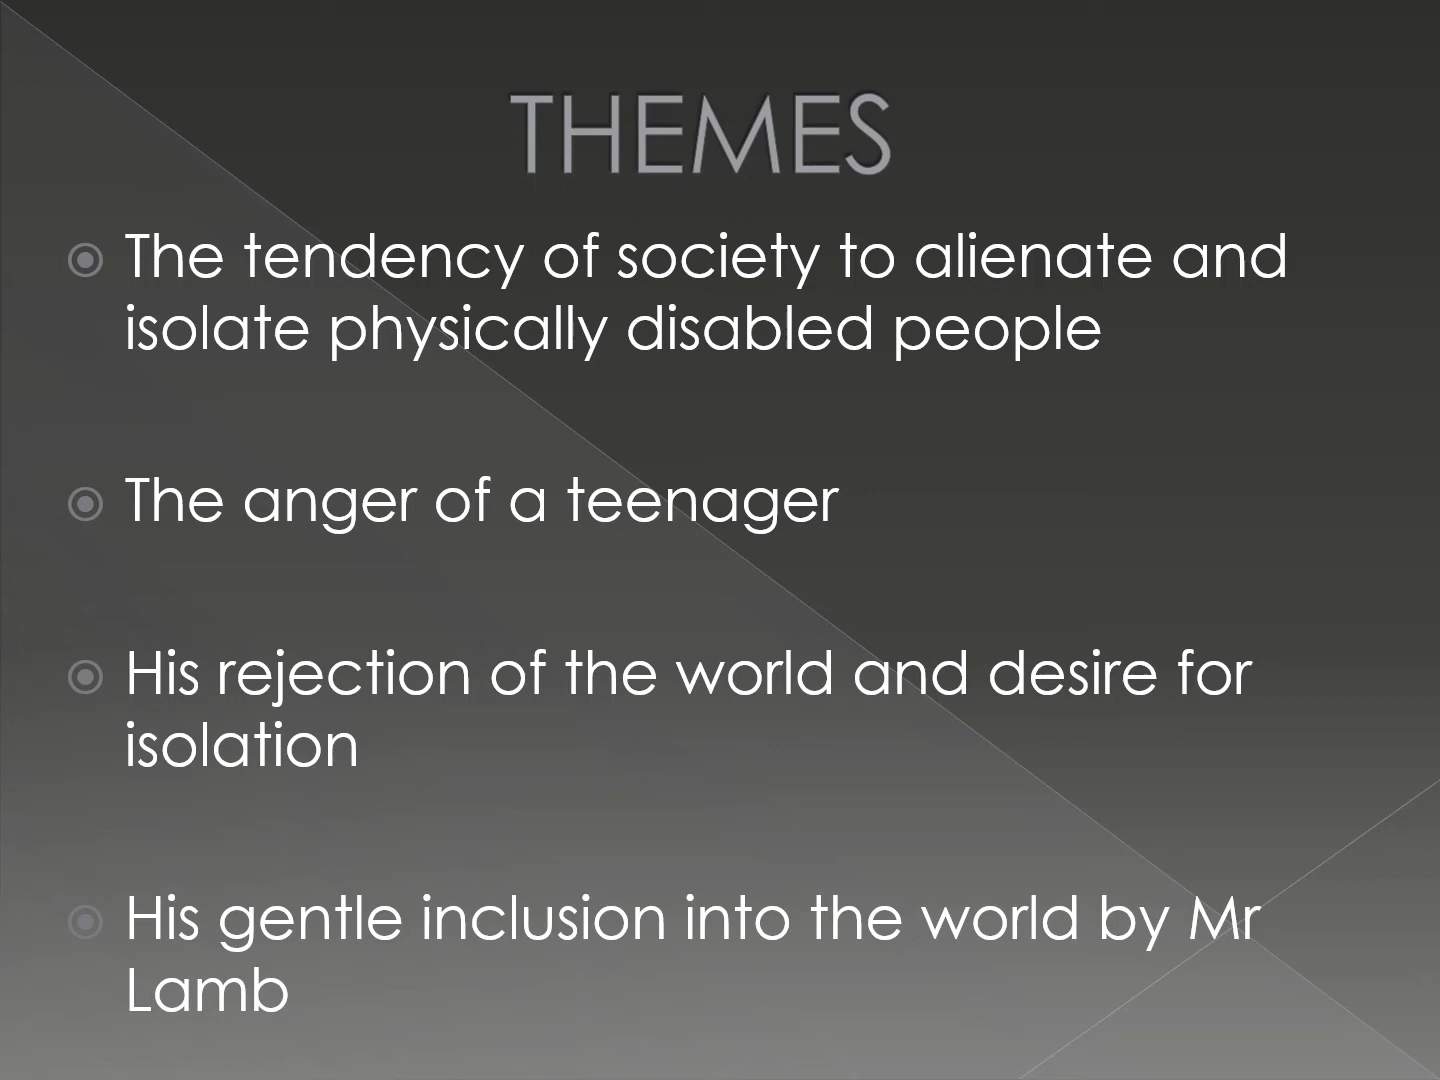 THEMES
The tendency of society to alienate and
isolate physically disabled people
The anger of a teenager
His rejection of the world and desire for
isolation
His gentle inclusion into the world by Mr
Lamb